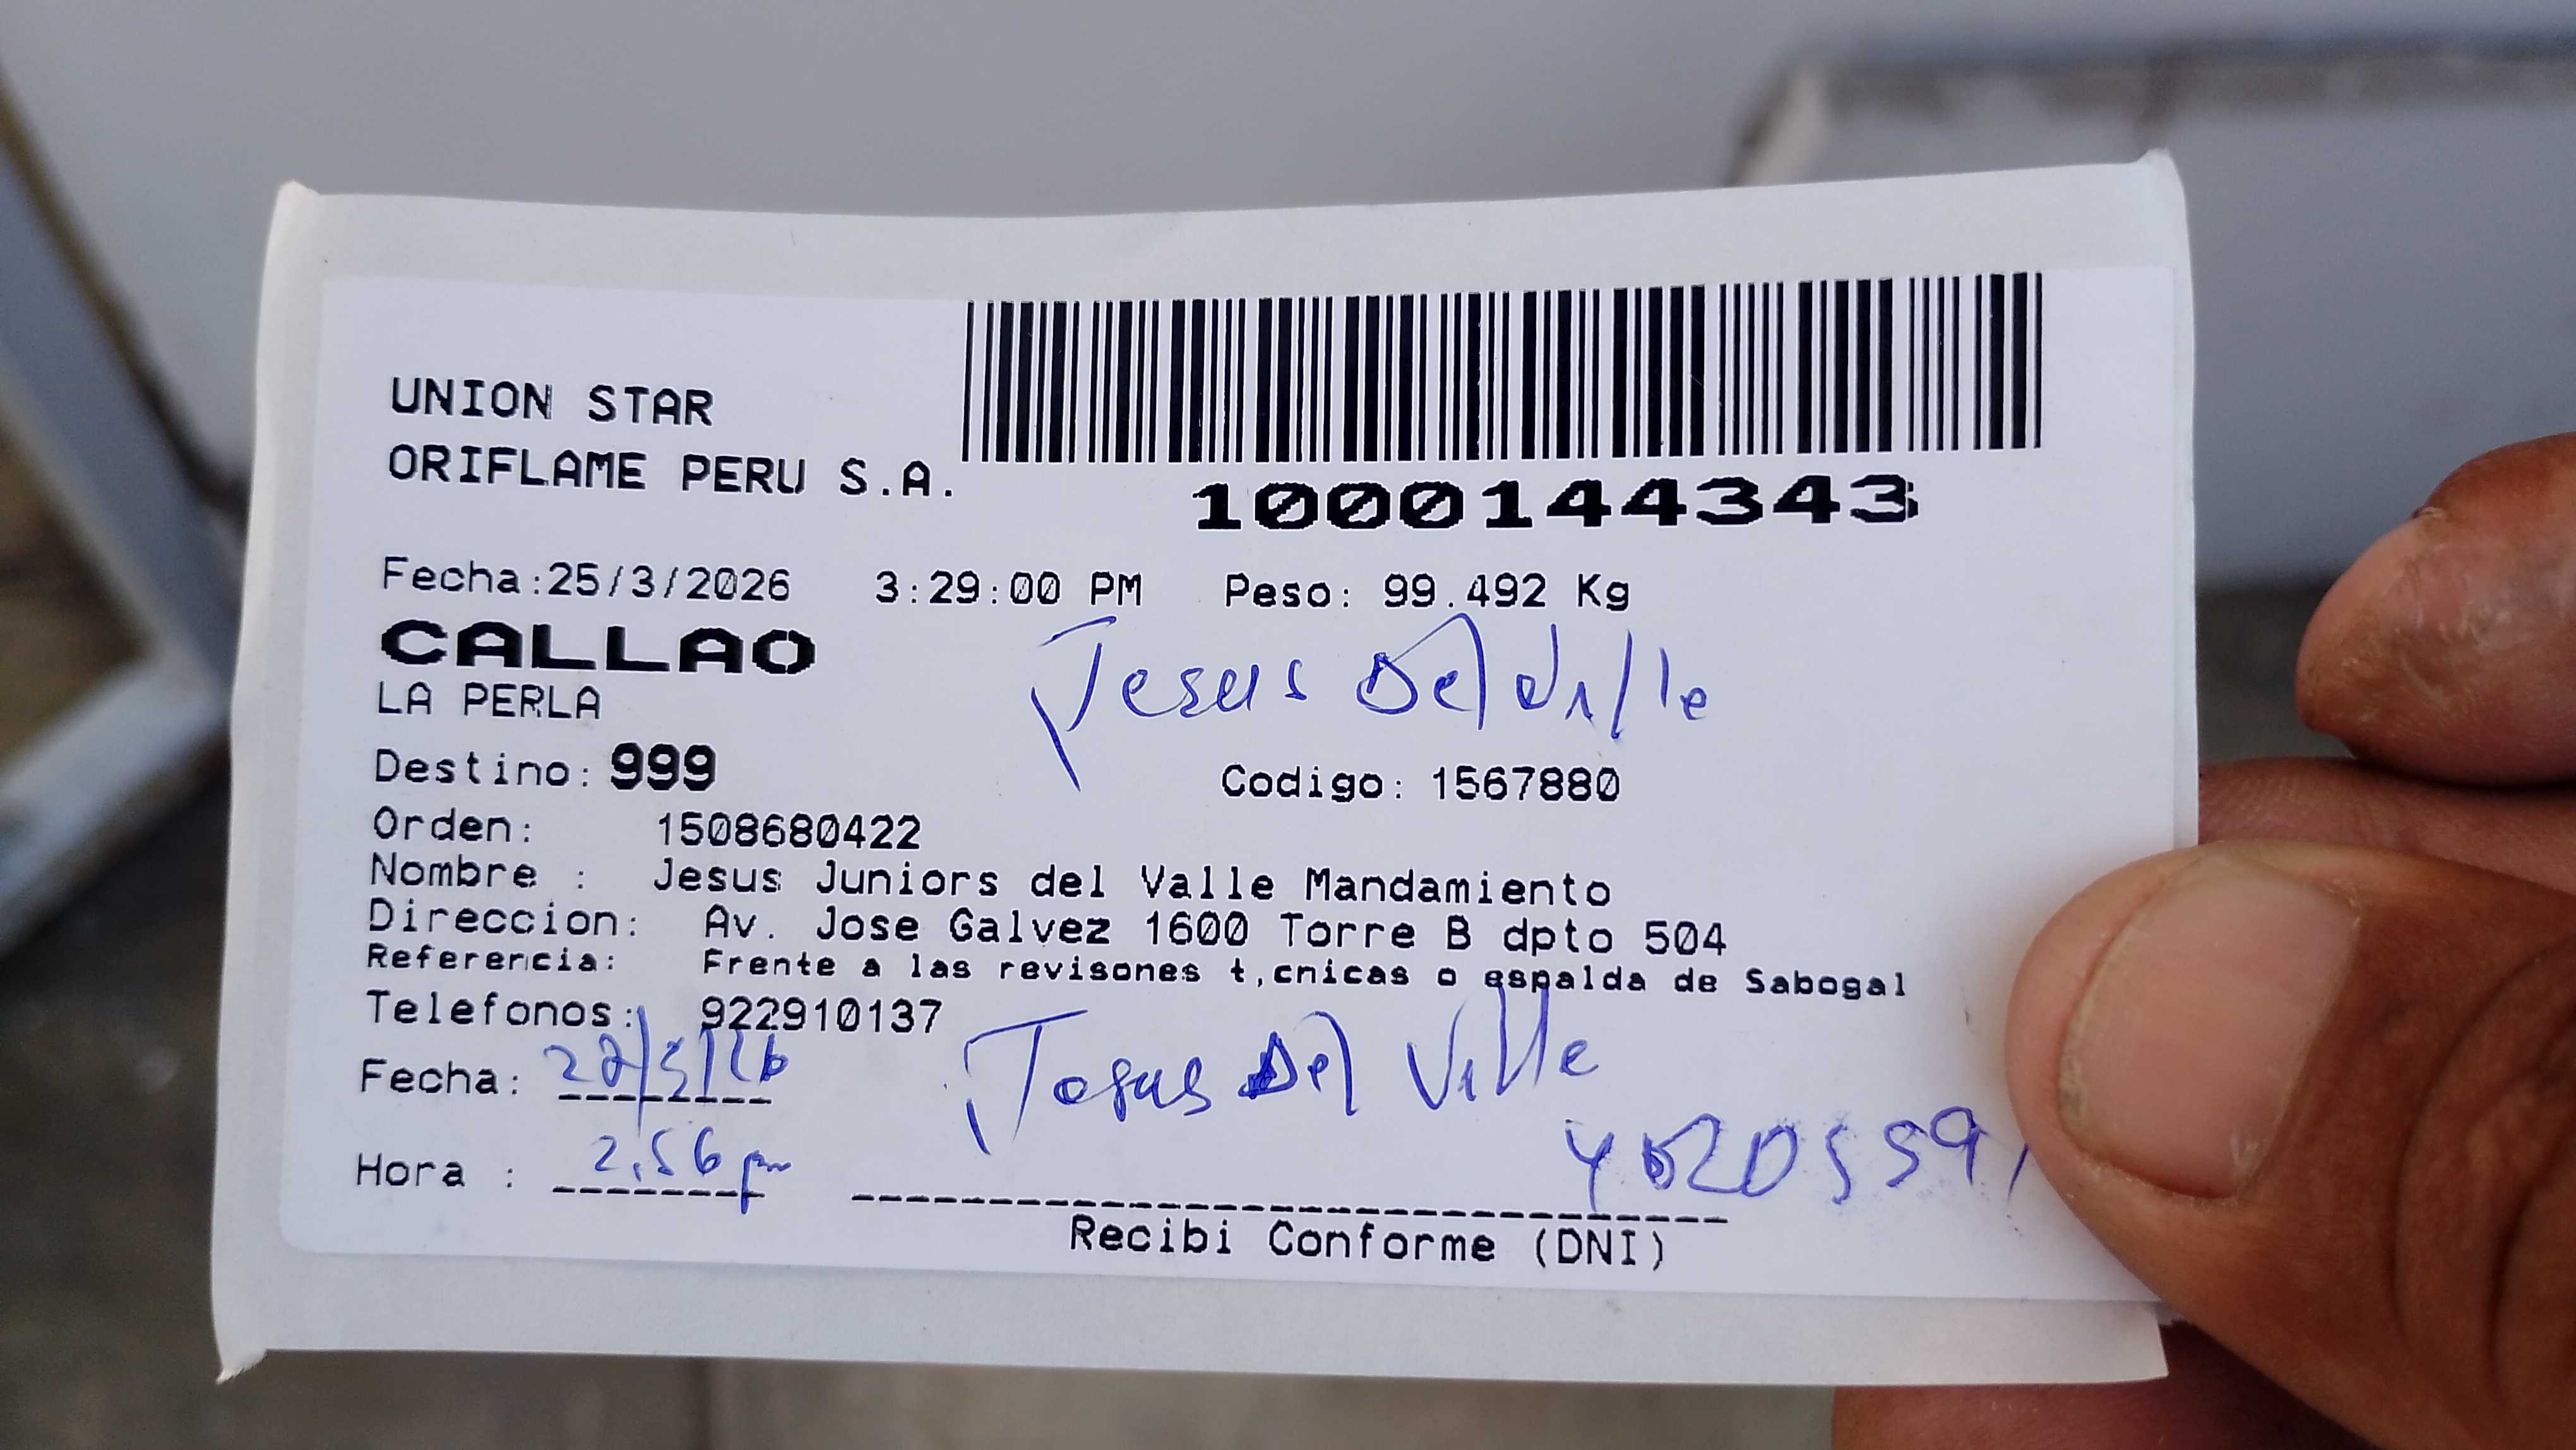 UNION STAR
ORIFLAME PERU S.A.
1000144343
Fecha:25/3/2026 3:29:00 PM Peso: 99.492 Kg
CALLAO
LA PERLA
Jesus Del Valle
Destino: 999 Codigo: 1567880
Orden: 1508680422
Nombre : Jesus Juniors del Valle Mandamiento
Direccion: Av. Jose Galvez 1600 Torre B dpto 504
Referencia: Frente a las revisones t,cnicas o espalda de Sabogal
Telefonos: 922910137
Fecha:
Jesus Del Valle
Hora : 2.56 pm
Recibi Conforme (DNI)